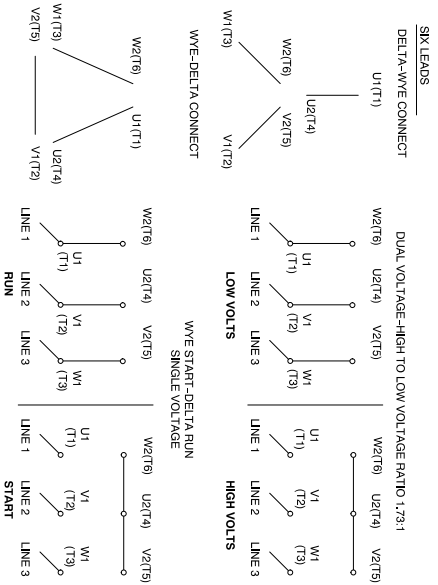 SIX LEADS
DELTA-WYE CONNECT
U1(T1)
U2(T4)
W2(T6) V2(T5)
W1(T3) V1(T2)
DUAL VOLTAGE-HIGH TO LOW VOLTAGE RATIO 1.73:1
W2(T6) U2(T4) V2(T5)
U1 V1 W1
(T1) (T2) (T3)
LINE 1 LINE 2 LINE 3
LOW VOLTS
W2(T6) U2(T4) V2(T5)
U1 V1 W1
(T1) (T2) (T3)
LINE 1 LINE 2 LINE 3
HIGH VOLTS
WYE-DELTA CONNECT
W2(T6) U1(T1)
W1(T3) U2(T4)
V2(T5) V1(T2)
WYE START-DELTA RUN
SINGLE VOLTAGE
W2(T6) U2(T4) V2(T5)
U1 V1 W1
(T1) (T2) (T3)
LINE 1 LINE 2 LINE 3
RUN
W2(T6) U2(T4) V2(T5)
U1 V1 W1
(T1) (T2) (T3)
LINE 1 LINE 2 LINE 3
START